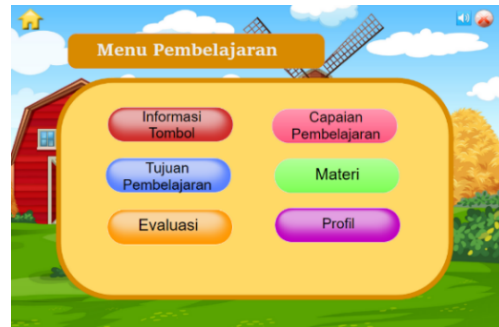 Menu Pembelajaran
Informasi
Tombol
Capaian
Pembelajaran
Tujuan
Pembelajaran
Materi
Evaluasi
Profil